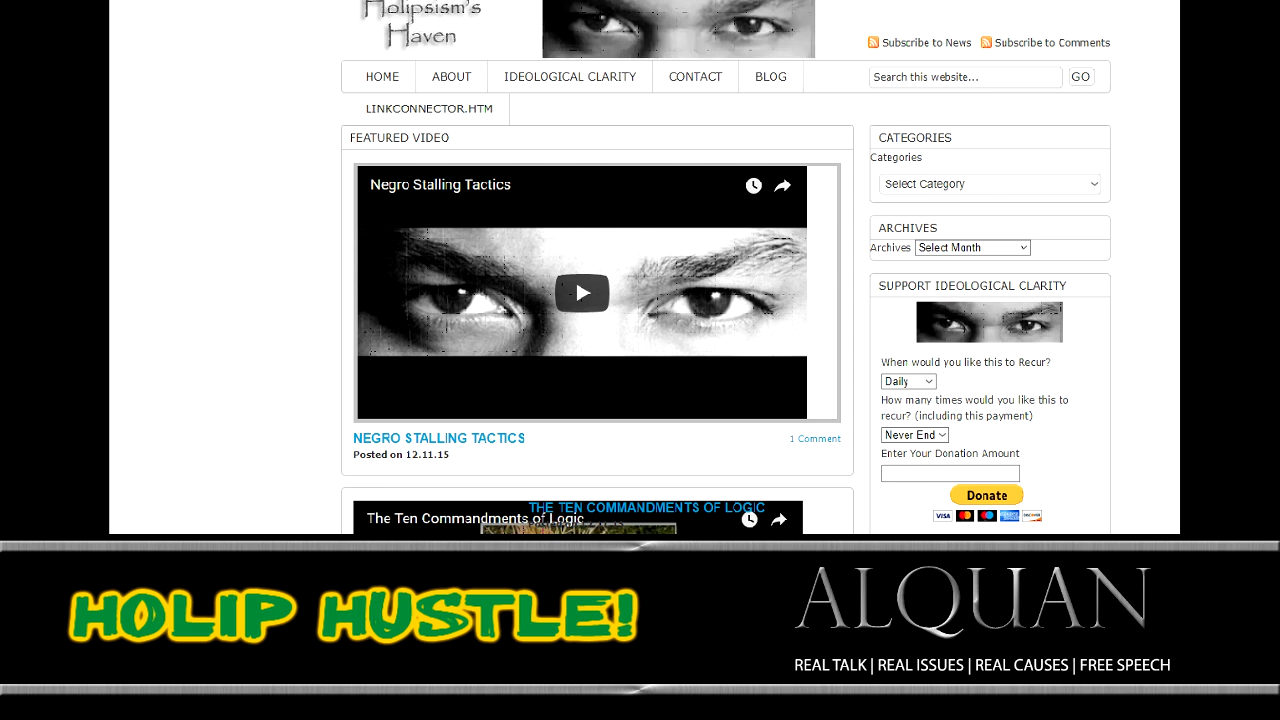 Holipsism's
Haven
Subscribe to News Subscribe to Comments
HOME ABOUT IDEOLOGICAL CLARITY CONTACT BLOG
Search this website... GO
LINKCONNECTOR.HTM
FEATURED VIDEO
Negro Stalling Tactics
NEGRO STALLING TACTICS 1 Comment
Posted on 12.11.15
THE TEN COMMANDMENTS OF LOGIC
The Ten Commandments of Logic
CATEGORIES
Categories
Select Category
ARCHIVES
Archives Select Month
SUPPORT IDEOLOGICAL CLARITY
When would you like this to Recur?
Daily
How many times would you like this to
recur? (including this payment)
Never End
Enter Your Donation Amount
Donate
VISA DISCOVER
HOLIP HUSTLE!
ALQUAN
REAL TALK | REAL ISSUES | REAL CAUSES | FREE SPEECH